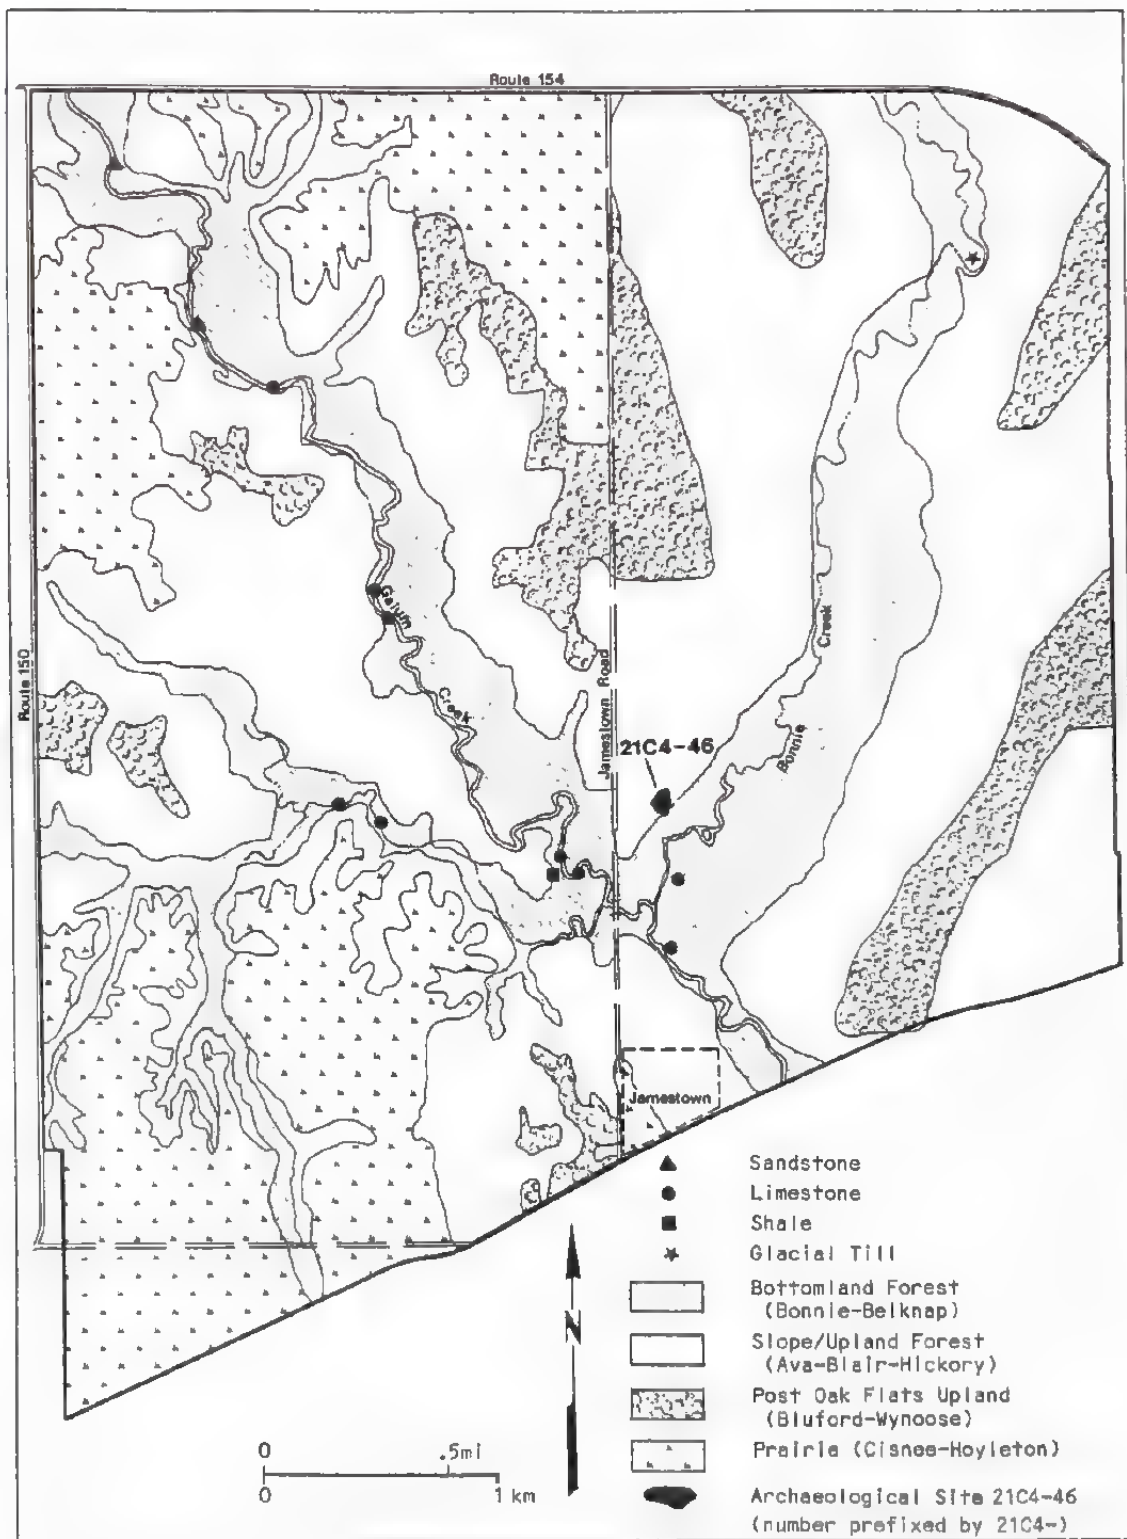 Route 154
Route 150
Galum
Creek
Jamestown Road
Creek
Bonnie
21C4-46
Jamestown
Sandstone
Limestone
Shale
Glacial Till
Bottomland Forest
(Bonnie-Belknap)
Slope/Upland Forest
(Ava-Blair-Hickory)
Post Oak Flats Upland
(Bluford-Wynoose)
Prairie (Cisnee-Hoyleton)
Archaeological Site 21C4-46
(number prefixed by 21C4-)
N
0 .5mi
0 1 km